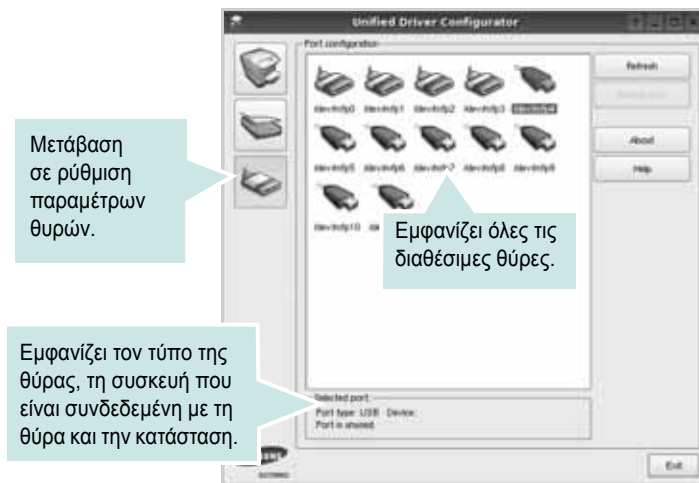 Unified Driver Configurator
Port configuration
Refresh
About
Help
/dev/mfp0 /dev/mfp1 /dev/mfp2 /dev/mfp3 /dev/mfp4
/dev/mfp5 /dev/mfp6 /dev/mfp7 /dev/mfp8 /dev/mfp9
/dev/mfp10
Μετάβαση
σε ρύθμιση
παραμέτρων
θυρών.
Εμφανίζει όλες τις
διαθέσιμες θύρες.
Εμφανίζει τον τύπο της
θύρας, τη συσκευή που
είναι συνδεδεμένη με τη
θύρα και την κατάσταση.
Selected port:
Port type: USB Device:
Port is unused.
Exit